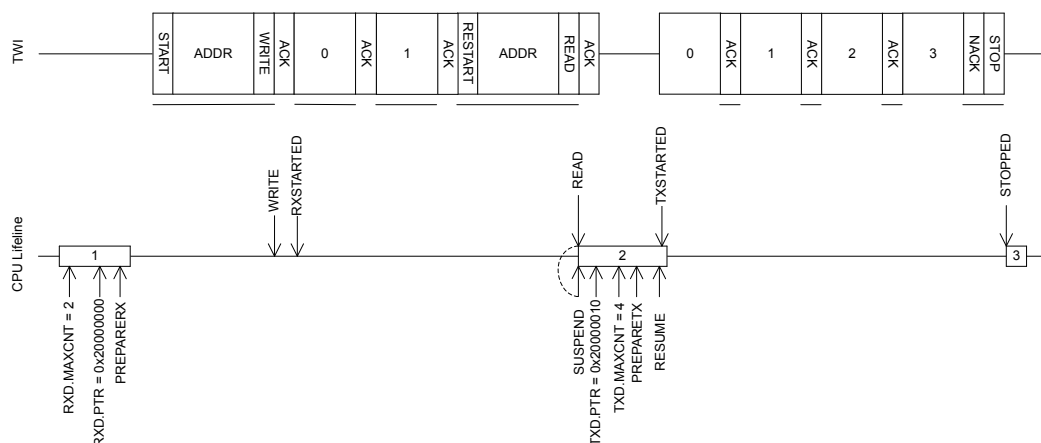 TWI
START
ADDR
WRITE
ACK
0
ACK
1
ACK
RESTART
ADDR
READ
ACK
0
ACK
1
ACK
2
ACK
3
NACK
STOP
CPU Lifeline
WRITE
RXSTARTED
READ
TXSTARTED
STOPPED
1
2
3
RXD.MAXCNT = 2
RXD.PTR = 0x20000000
PREPARERX
SUSPEND
TXD.PTR = 0x20000010
TXD.MAXCNT = 4
PREPARETX
RESUME